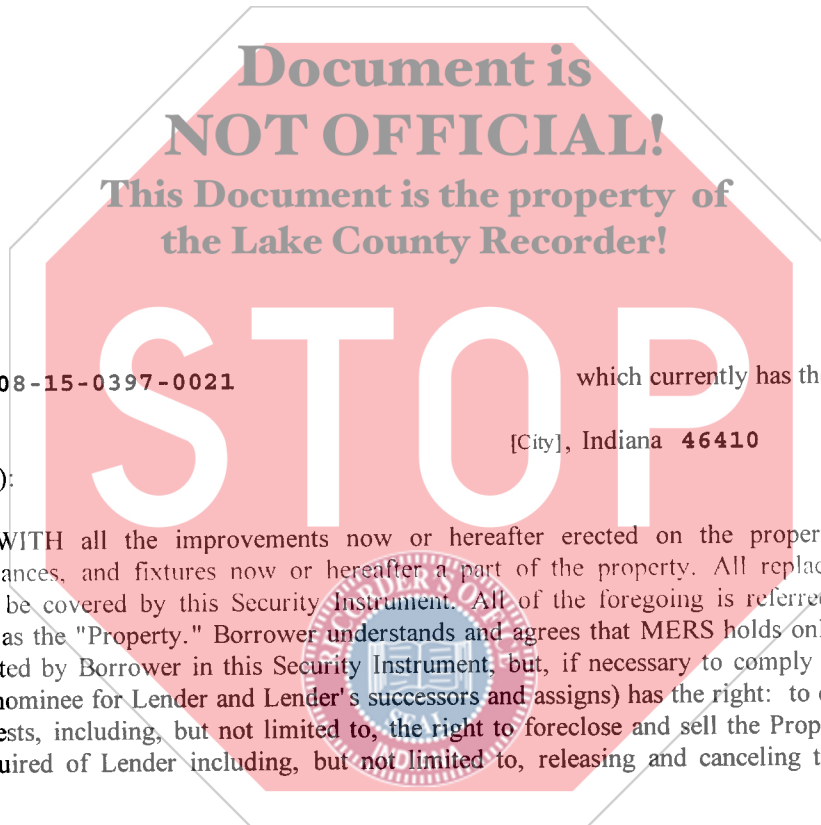 Document is
NOT OFFICIAL!
This Document is the property of
the Lake County Recorder!
STOP
08-15-0397-0021 which currently has th
[City], Indiana 46410
):
WITH all the improvements now or hereafter erected on the proper
ances, and fixtures now or hereafter a part of the property. All replac
be covered by this Security Instrument. All of the foregoing is referre
as the "Property." Borrower understands and agrees that MERS holds onl
ted by Borrower in this Security Instrument, but, if necessary to comply
nominee for Lender and Lender's successors and assigns) has the right: to
ests, including, but not limited to, the right to foreclose and sell the Prop
uired of Lender including, but not limited to, releasing and canceling t
RECORDER'S OFFICE
SEAL
INDIANA